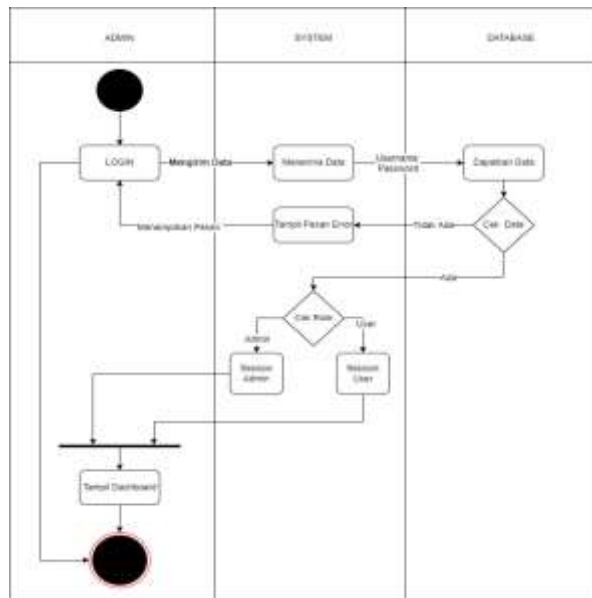 ADMIN
SYSTEM
DATABASE
LOGIN
Mengirim Data
Menerima Data
Username
Password
Dapatkan Data
Menampilkan Pesan
Tampil Pesan Error
Tidak Ada
Cek Data
Ada
Cek Role
Admin
User
Session
Admin
Session
User
Tampil Dashboard